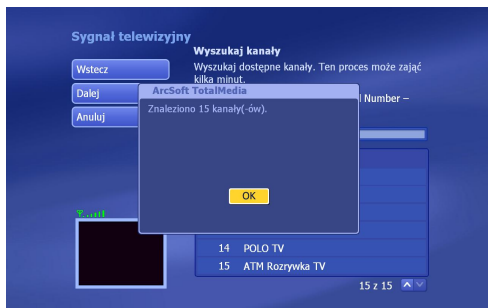 Sygnał telewizyjny
Wyszukaj kanały
Wstecz
Dalej
Anuluj
Wyszukaj dostępne kanały. Ten proces może zająć
kilka minut.
l Number –
ArcSoft TotalMedia
Znaleziono 15 kanały(-ów).
OK
14 POLO TV
15 ATM Rozrywka TV
15 z 15